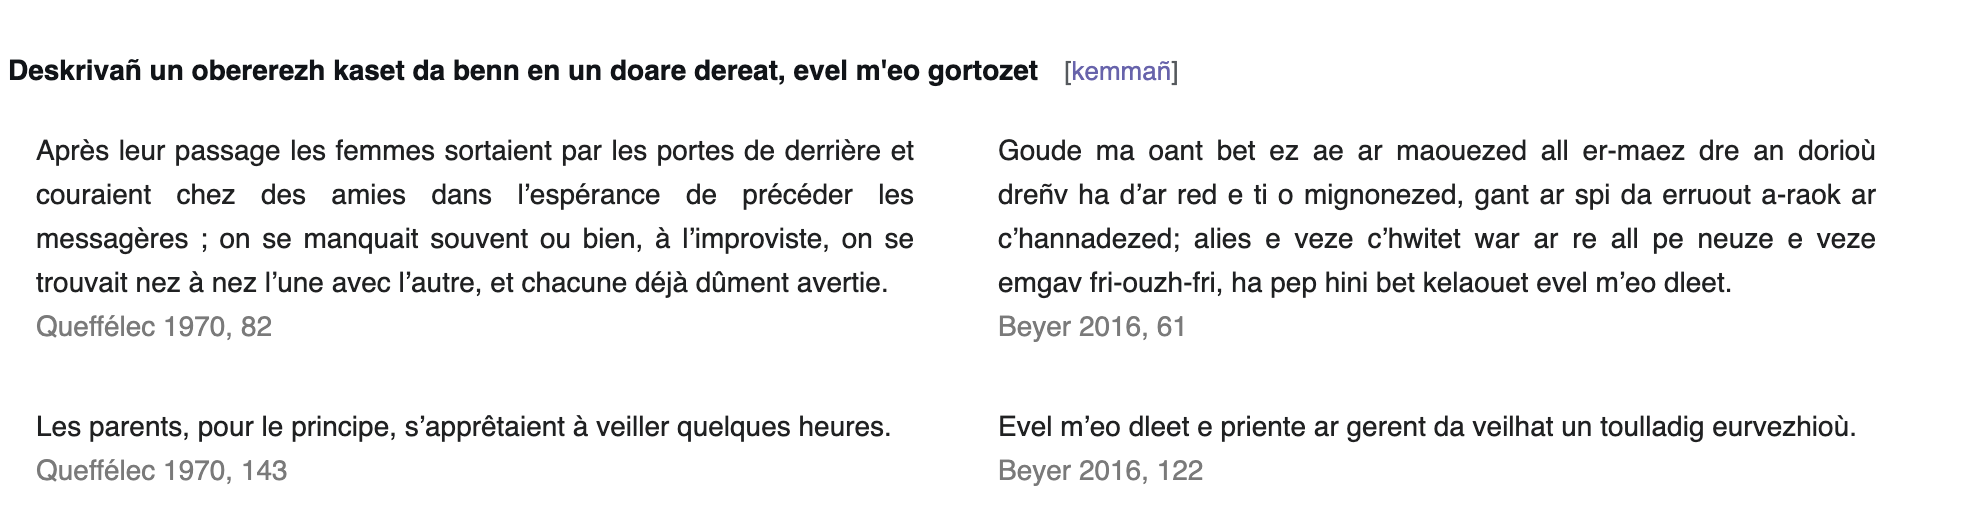 Deskrivañ un obererezh kaset da benn en un doare dereat, evel m'eo gortozet [kemmañ]
Après leur passage les femmes sortaient par les portes de derrière et
couraient chez des amies dans l’espérance de précéder les
messagères ; on se manquait souvent ou bien, à l’improviste, on se
trouvait nez à nez l’une avec l’autre, et chacune déjà dûment avertie.
Queffélec 1970, 82
Goude ma oant bet ez ae ar maouezed all er-maez dre an dorioù
dreñv ha d’ar red e ti o mignonezed, gant ar spi da erruout a-raok ar
c’hannadezed; alies e veze c’hwitet war ar re all pe neuze e veze
emgav fri-ouzh-fri, ha pep hini bet kelaouet evel m’eo dleet.
Beyer 2016, 61
Les parents, pour le principe, s’apprêtaient à veiller quelques heures.
Queffélec 1970, 143
Evel m’eo dleet e priente ar gerent da veilhat un toulladig eurvezhioù.
Beyer 2016, 122